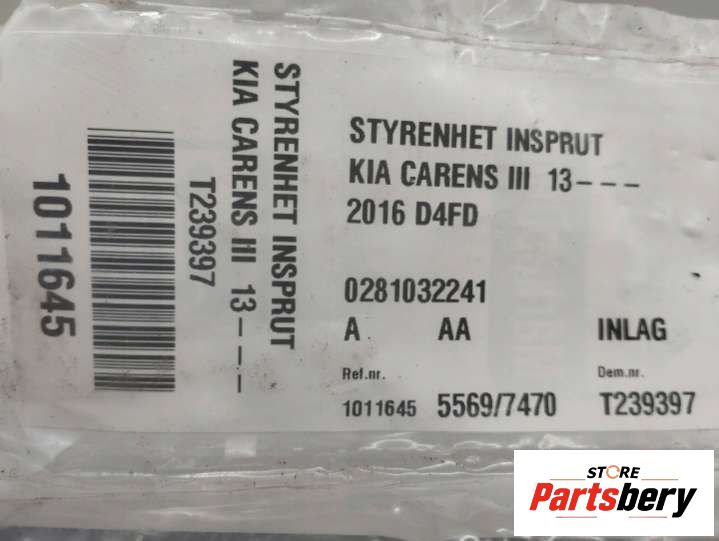 1011645
T239397
KIA CARENS III 13---
STYRENHET INSPRUT
STYRENHET INSPRUT
KIA CARENS III 13---
2016 D4FD
0281032241
A AA INLAG
Ref.nr. Dem.nr.
1011645 5569/7470 T239397
STORE
Partsbery